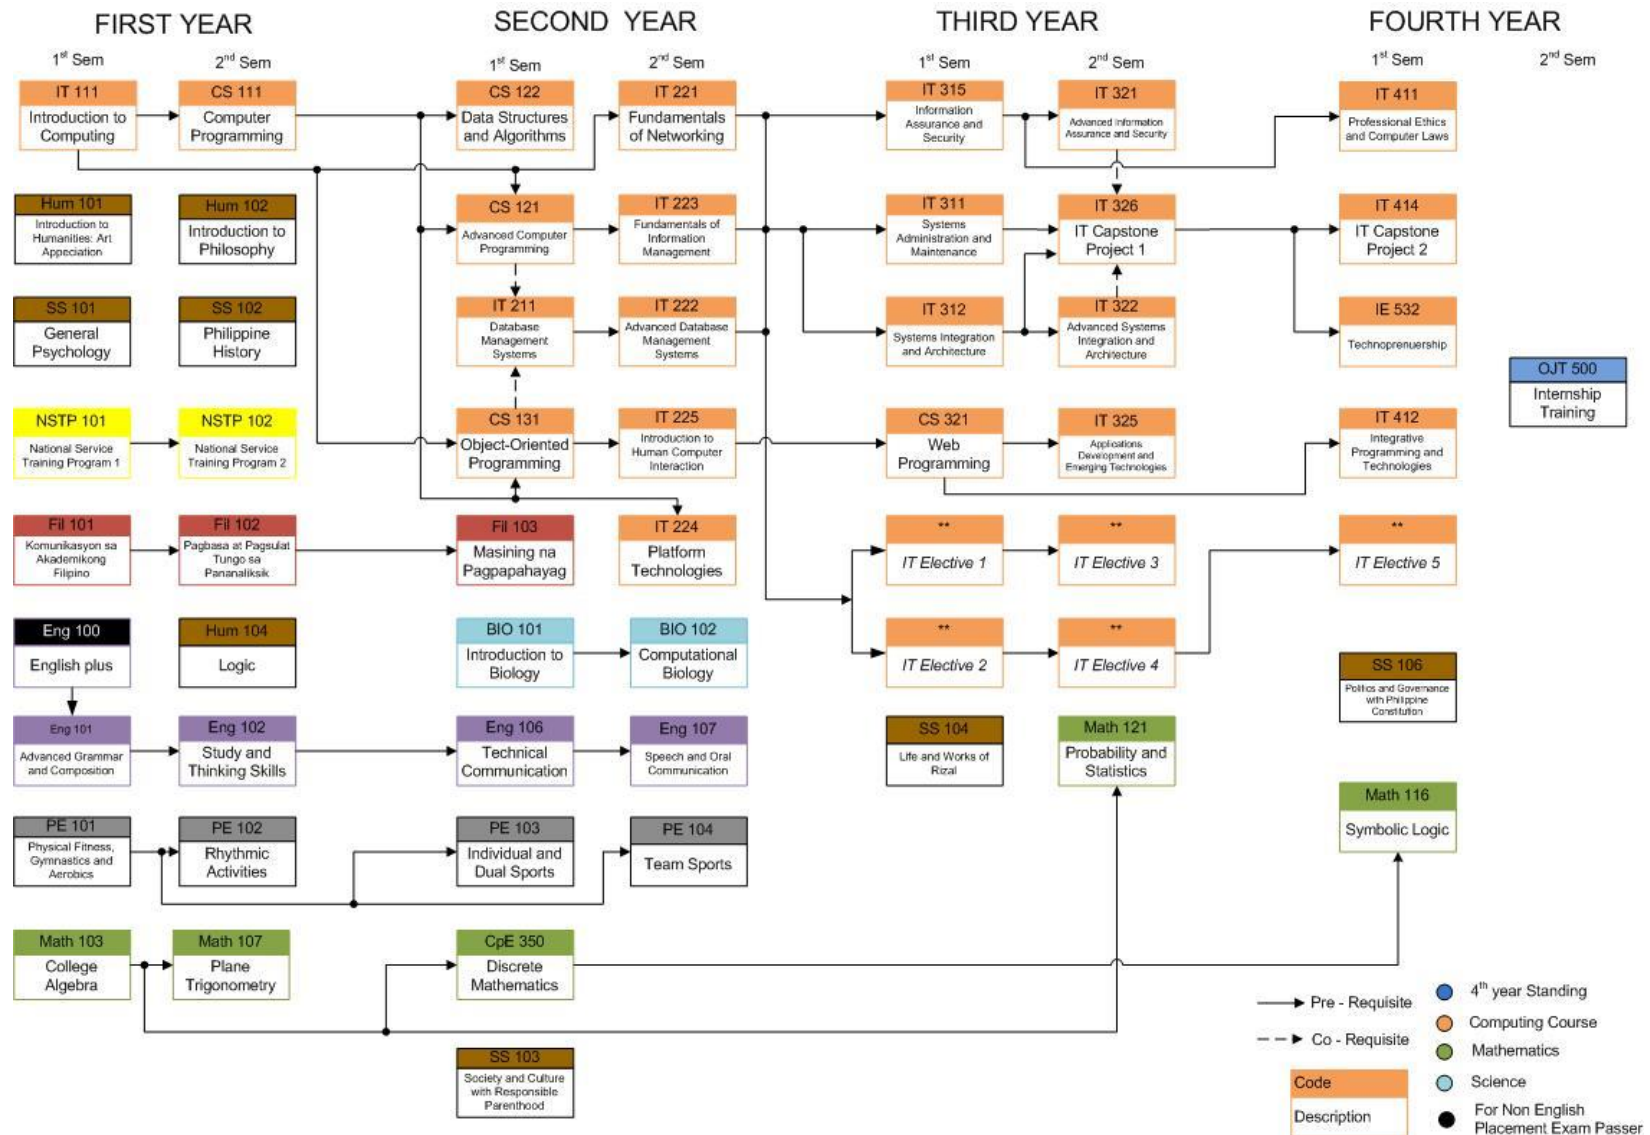 FIRST YEAR
SECOND YEAR
THIRD YEAR
FOURTH YEAR
1st Sem
2nd Sem
1st Sem
2nd Sem
1st Sem
2nd Sem
1st Sem
2nd Sem
IT 111
Introduction to
Computing
CS 111
Computer
Programming
CS 122
Data Structures
and Algorithms
IT 221
Fundamentals
of Networking
IT 315
Information
Assurance and
Security
IT 321
Advanced Information
Assurance and Security
IT 411
Professional Ethics
and Computer Laws
Hum 101
Introduction to
Humanities: Art
Appeciation
Hum 102
Introduction to
Philosophy
CS 121
Advanced Computer
Programming
IT 223
Fundamentals of
Information
Management
IT 311
Systems
Administration and
Maintenance
IT 326
IT Capstone
Project 1
IT 414
IT Capstone
Project 2
SS 101
General
Psychology
SS 102
Philippine
History
IT 211
Database
Management
Systems
IT 222
Advanced Database
Management
Systems
IT 312
Systems Integration
and Architecture
IT 322
Advanced Systems
Integration and
Architecture
IE 532
Technoprenuership
OJT 500
Internship
Training
NSTP 101
National Service
Training Program 1
NSTP 102
National Service
Training Program 2
CS 131
Object-Oriented
Programming
IT 225
Introduction to
Human Computer
Interaction
CS 321
Web
Programming
IT 325
Applications
Development and
Emerging Technologies
IT 412
Integrative
Programming and
Technologies
Fil 101
Komunikasyon sa
Akademikong
Filipino
Fil 102
Pagbasa at Pagsulat
Tungo sa
Pananaliksik
Fil 103
Masining na
Pagpapahayag
IT 224
Platform
Technologies
**
IT Elective 1
**
IT Elective 3
**
IT Elective 5
Eng 100
English plus
Hum 104
Logic
BIO 101
Introduction to
Biology
BIO 102
Computational
Biology
**
IT Elective 2
**
IT Elective 4
SS 106
Politics and Governance
with Philippine
Constitution
Eng 101
Advanced Grammar
and Composition
Eng 102
Study and
Thinking Skills
Eng 106
Technical
Communication
Eng 107
Speech and Oral
Communication
SS 104
Life and Works of
Rizal
Math 121
Probability and
Statistics
Math 116
Symbolic Logic
PE 101
Physical Fitness,
Gymnastics and
Aerobics
PE 102
Rhythmic
Activities
PE 103
Individual and
Dual Sports
PE 104
Team Sports
Math 103
College
Algebra
Math 107
Plane
Trigonometry
CpE 350
Discrete
Mathematics
SS 103
Society and Culture
with Responsible
Parenthood
Pre - Requisite
Co - Requisite
Code
Description
4th year Standing
Computing Course
Mathematics
Science
For Non English
Placement Exam Passer